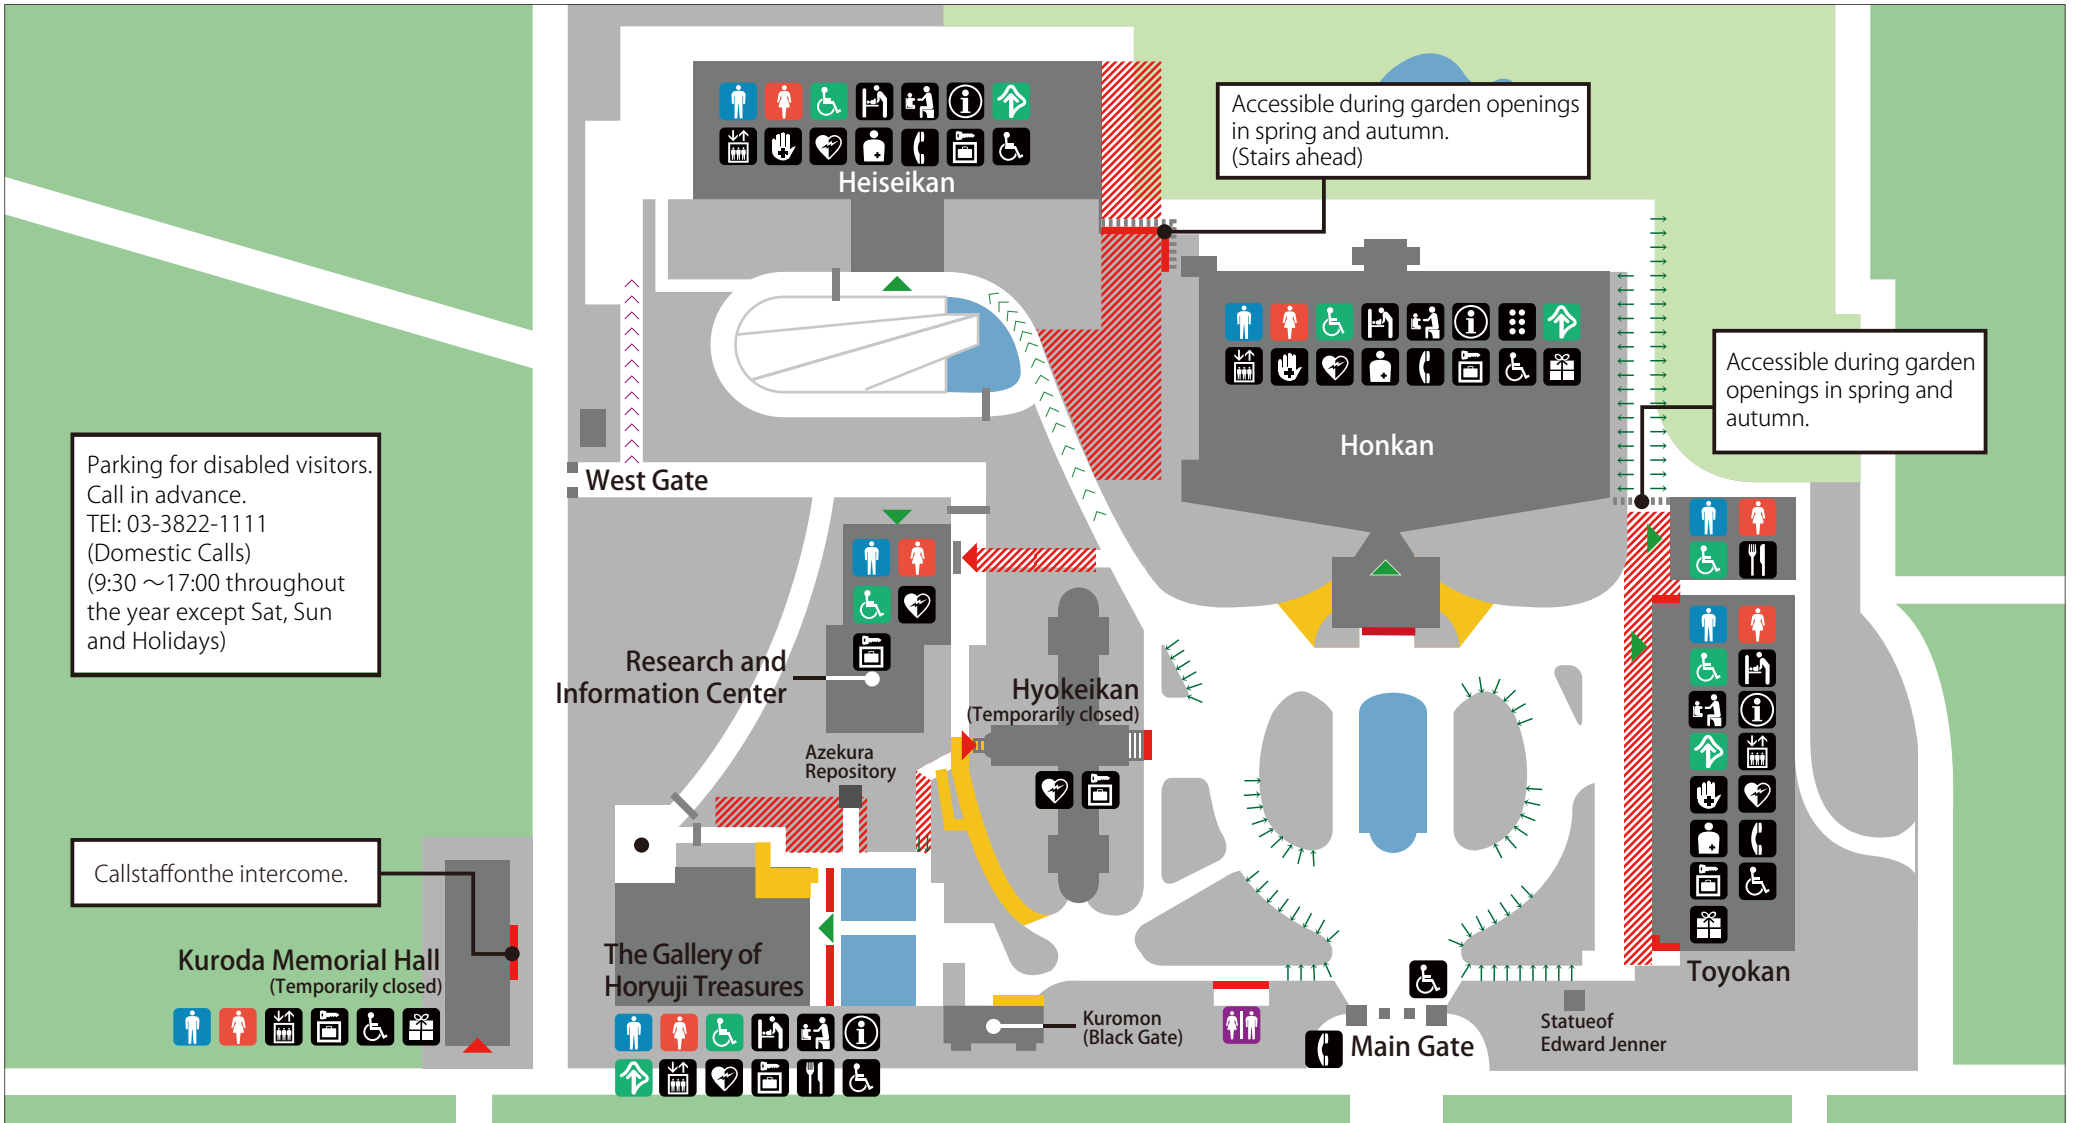 Heiseikan
Accessible during garden openings
in spring and autumn.
(Stairs ahead)
Honkan
Accessible during garden
openings in spring and
autumn.
Parking for disabled visitors.
Call in advance.
TEl: 03-3822-1111
(Domestic Calls)
(9:30 ～17:00 throughout
the year except Sat, Sun
and Holidays)
West Gate
Research and
Information Center
Hyokeikan
(Temporarily closed)
Azekura
Repository
Callstaffonthe intercome.
Kuroda Memorial Hall
(Temporarily closed)
The Gallery of
Horyuji Treasures
Kuromon
(Black Gate)
Main Gate
Statueof
Edward Jenner
Toyokan